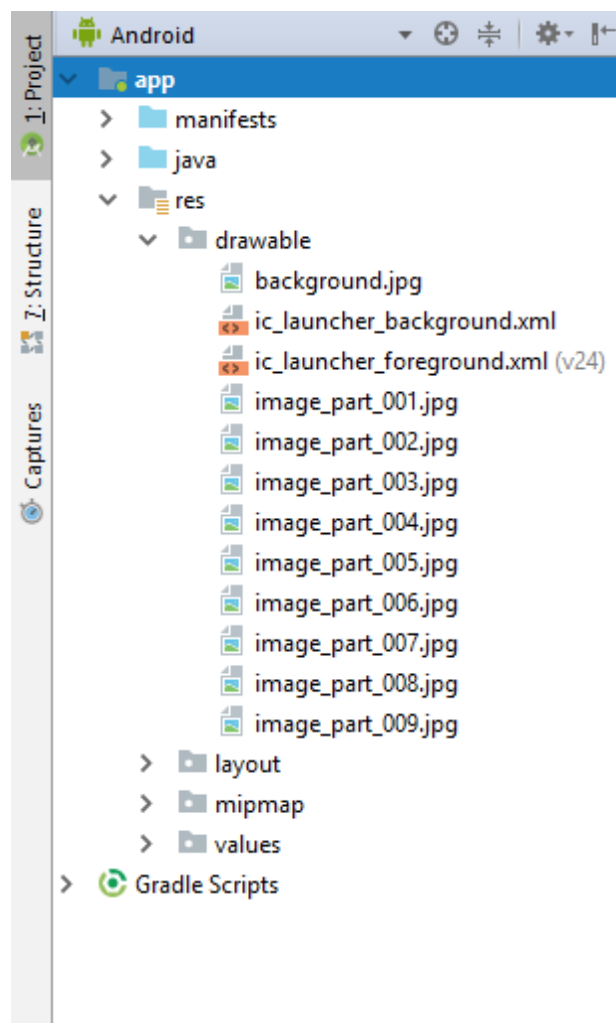 Android
1: Project
7: Structure
Captures
app
manifests
java
res
drawable
background.jpg
ic_launcher_background.xml
ic_launcher_foreground.xml (v24)
image_part_001.jpg
image_part_002.jpg
image_part_003.jpg
image_part_004.jpg
image_part_005.jpg
image_part_006.jpg
image_part_007.jpg
image_part_008.jpg
image_part_009.jpg
layout
mipmap
values
Gradle Scripts